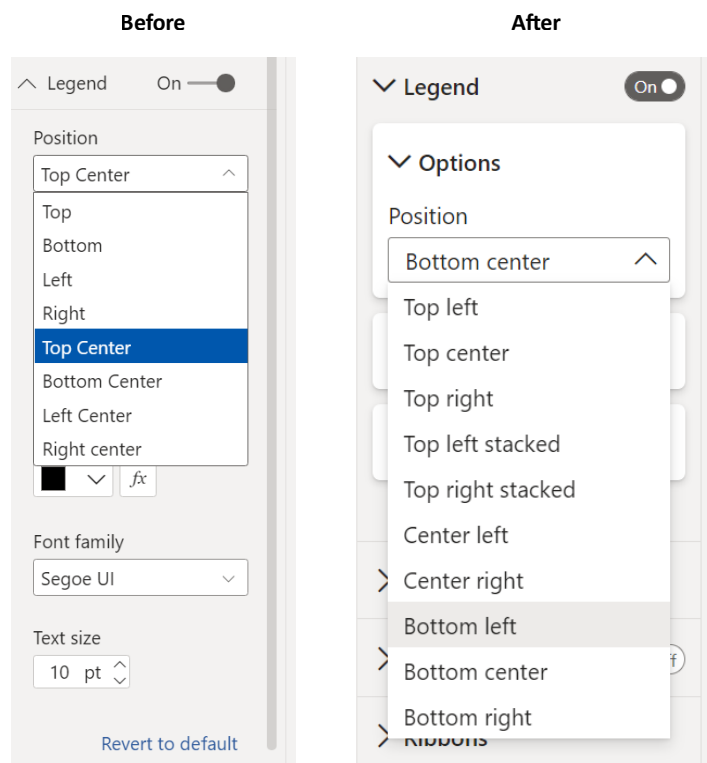 Before
After
Legend On
Position
Top Center
Top
Bottom
Left
Right
Top Center
Bottom Center
Left Center
Right center
fx
Font family
Segoe UI
Text size
10 pt
Revert to default
Legend On
Options
Position
Bottom center
Top left
Top center
Top right
Top left stacked
Top right stacked
Center left
Center right
Bottom left
Bottom center
Bottom right
Ribbons